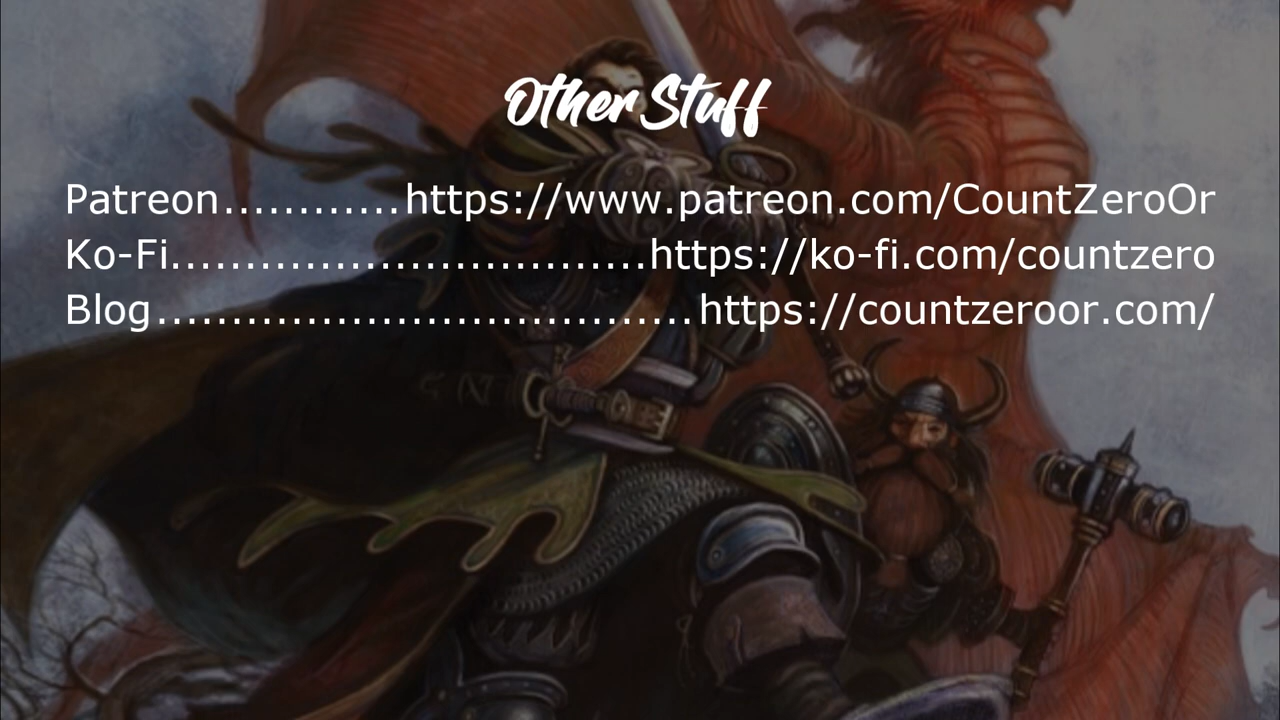 Other Stuff
Patreon............https://www.patreon.com/CountZeroOr
Ko-Fi................................https://ko-fi.com/countzero
Blog....................................https://countzeroor.com/